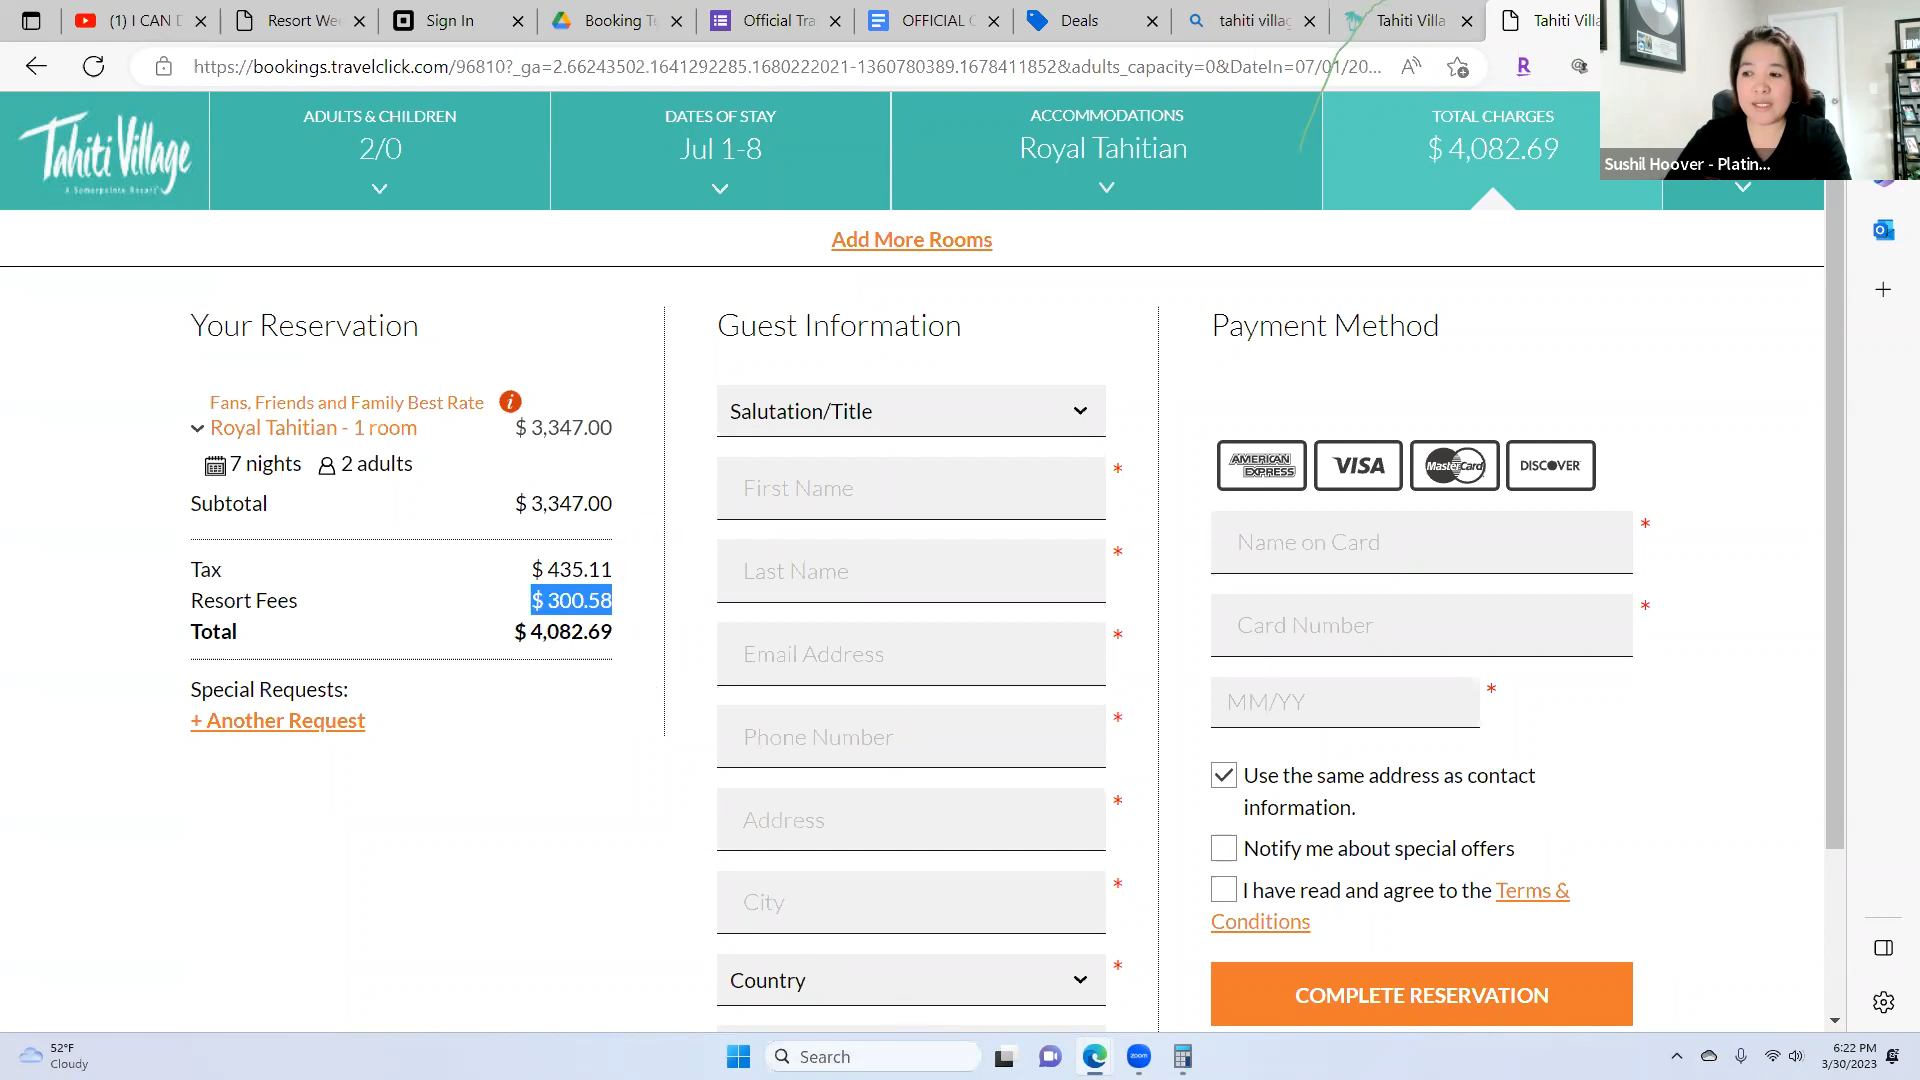 (1) I CAN D
Resort We
Sign In
Booking T
Official Tra
OFFICIAL C
Deals
tahiti villag
Tahiti Villa
Tahiti Villa
https://bookings.travelclick.com/96810?_ga=2.66243502.1641292285.1680222021-1360780389.1678411852&adults_capacity=0&DateIn=07/01/20...
R
Tahiti Village
A Somerpointe Resort
ADULTS & CHILDREN
2/0
DATES OF STAY
Jul 1-8
ACCOMMODATIONS
Royal Tahitian
TOTAL CHARGES
$ 4,082.69
Sushil Hoover - Platin...
Add More Rooms
Your Reservation
Fans, Friends and Family Best Rate i
Royal Tahitian - 1 room $ 3,347.00
7 nights 2 adults
Subtotal $ 3,347.00
Tax $ 435.11
Resort Fees $ 300.58
Total $ 4,082.69
Special Requests:
+ Another Request
Guest Information
Salutation/Title
First Name *
Last Name *
Email Address *
Phone Number *
Address *
City *
Country *
Payment Method
AMERICAN EXPRESS VISA MasterCard DISCOVER
Name on Card *
Card Number *
MM/YY *
Use the same address as contact
information.
Notify me about special offers
I have read and agree to the Terms &
Conditions
COMPLETE RESERVATION
52°F
Cloudy
Search
zoom
6:22 PM
3/30/2023